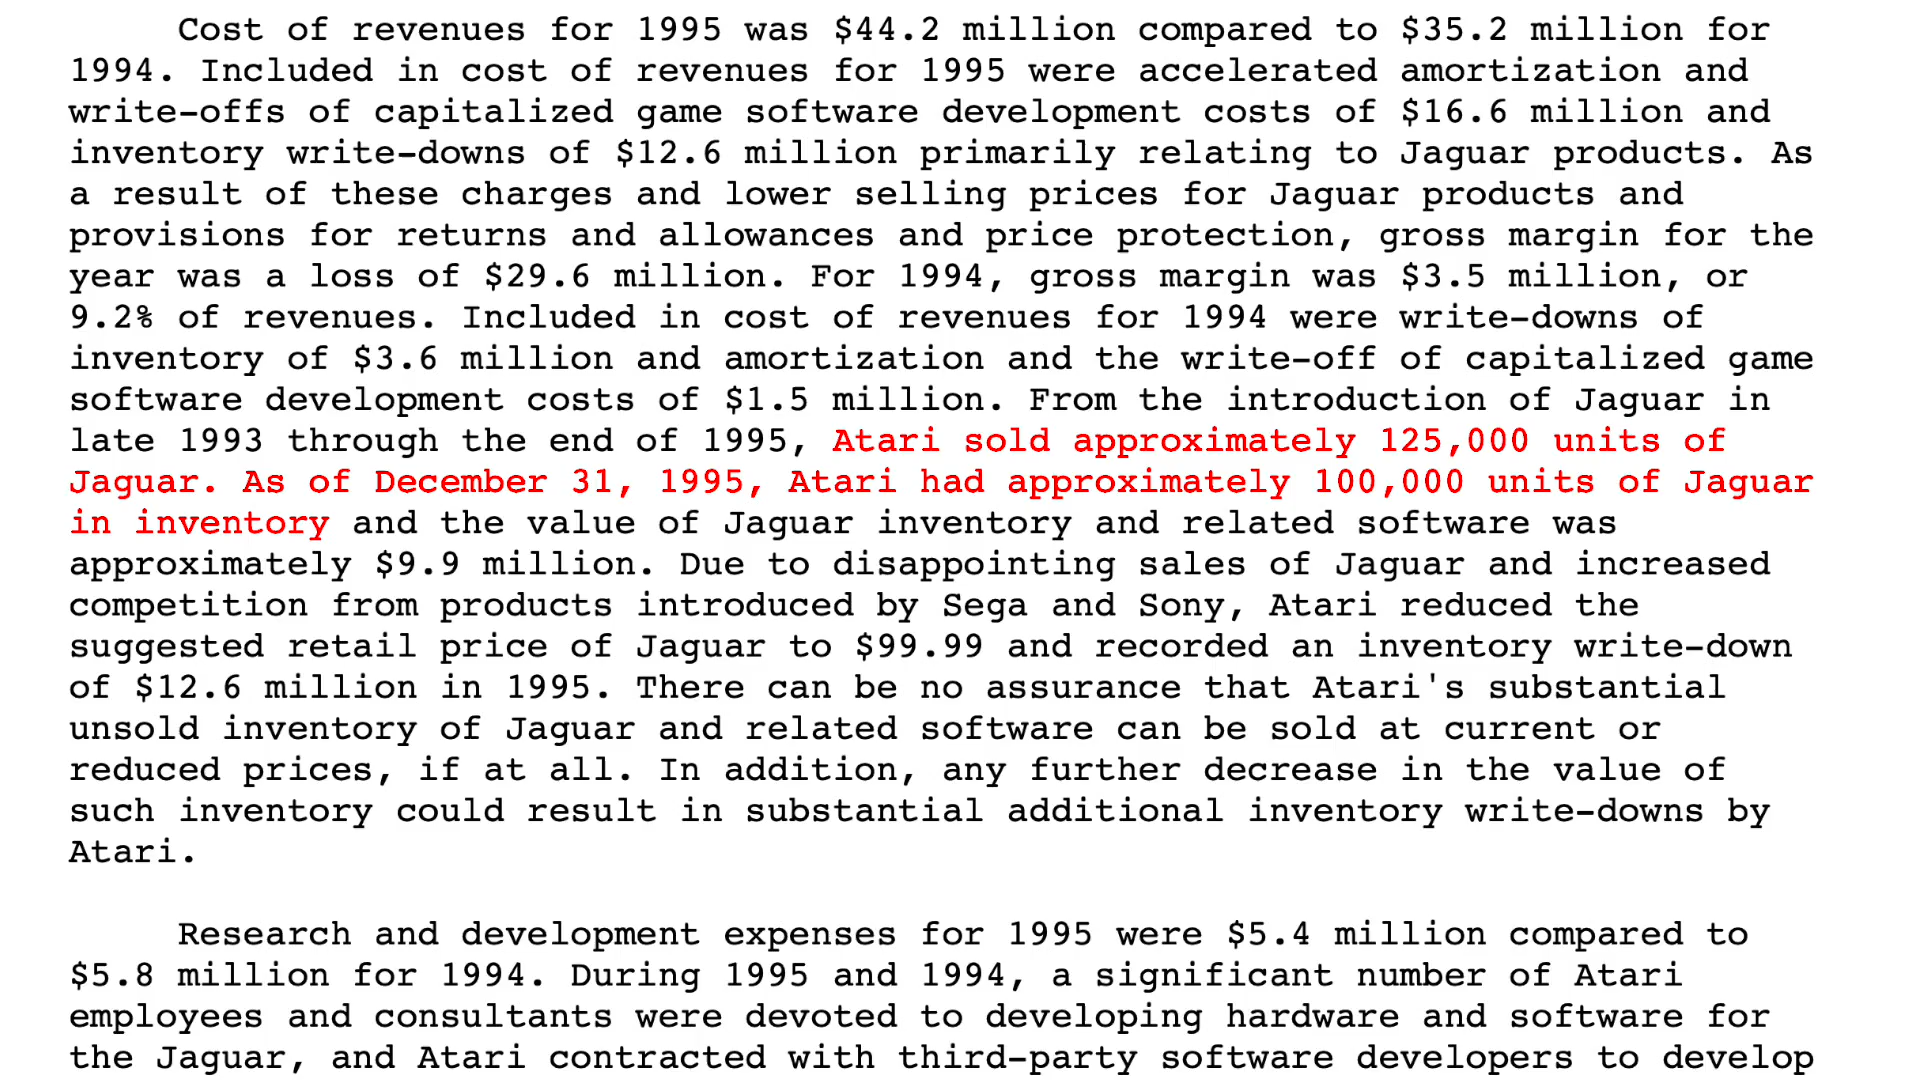 Cost of revenues for 1995 was $44.2 million compared to $35.2 million for
1994. Included in cost of revenues for 1995 were accelerated amortization and
write-offs of capitalized game software development costs of $16.6 million and
inventory write-downs of $12.6 million primarily relating to Jaguar products. As
a result of these charges and lower selling prices for Jaguar products and
provisions for returns and allowances and price protection, gross margin for the
year was a loss of $29.6 million. For 1994, gross margin was $3.5 million, or
9.2% of revenues. Included in cost of revenues for 1994 were write-downs of
inventory of $3.6 million and amortization and the write-off of capitalized game
software development costs of $1.5 million. From the introduction of Jaguar in
late 1993 through the end of 1995, Atari sold approximately 125,000 units of
Jaguar. As of December 31, 1995, Atari had approximately 100,000 units of Jaguar
in inventory and the value of Jaguar inventory and related software was
approximately $9.9 million. Due to disappointing sales of Jaguar and increased
competition from products introduced by Sega and Sony, Atari reduced the
suggested retail price of Jaguar to $99.99 and recorded an inventory write-down
of $12.6 million in 1995. There can be no assurance that Atari's substantial
unsold inventory of Jaguar and related software can be sold at current or
reduced prices, if at all. In addition, any further decrease in the value of
such inventory could result in substantial additional inventory write-downs by
Atari.
Research and development expenses for 1995 were $5.4 million compared to
$5.8 million for 1994. During 1995 and 1994, a significant number of Atari
employees and consultants were devoted to developing hardware and software for
the Jaguar, and Atari contracted with third-party software developers to develop